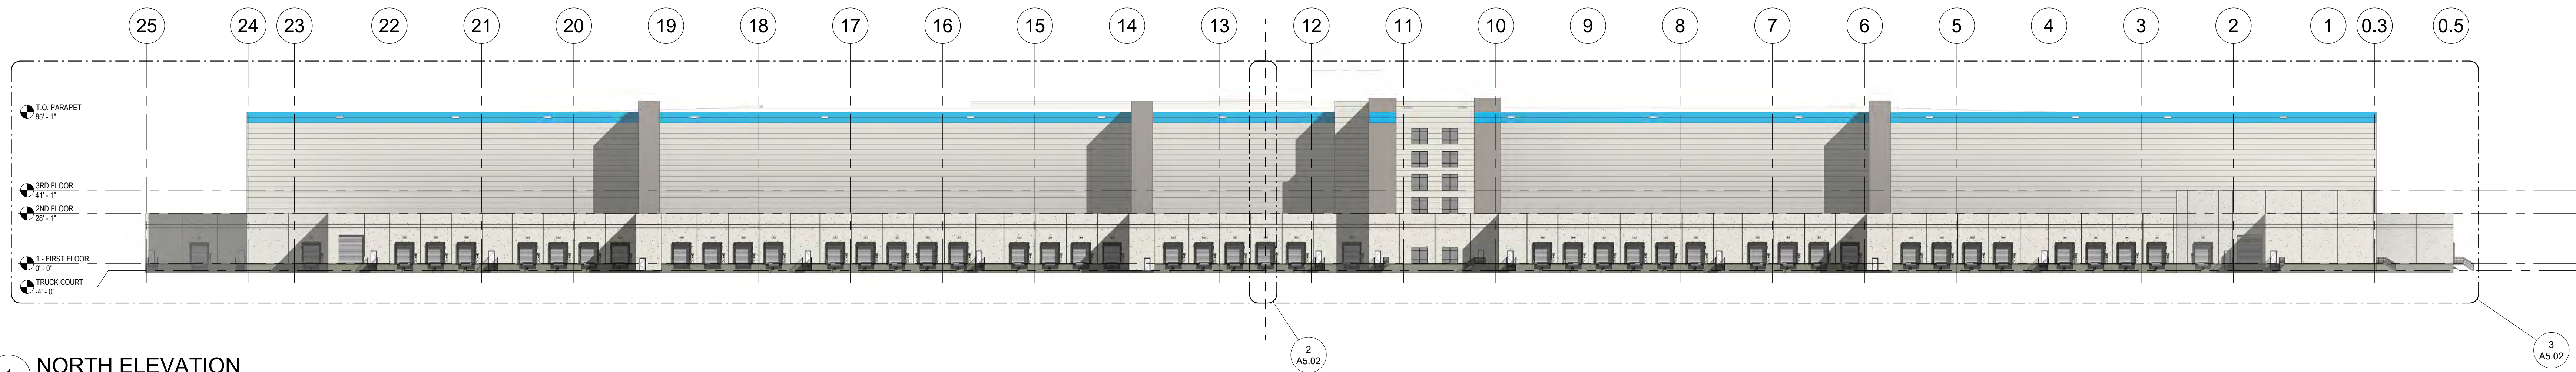 25 24 23 22 21 20 19 18 17 16 15 14 13 12 11 10 9 8 7 6 5 4 3 2 1 0.3 0.5
T.O. PARAPET
85' - 1"
3RD FLOOR
41' - 1"
2ND FLOOR
28' - 1"
1 - FIRST FLOOR
0' - 0"
TRUCK COURT
-4' - 0"
2
A5.02
3
A5.02
NORTH ELEVATION